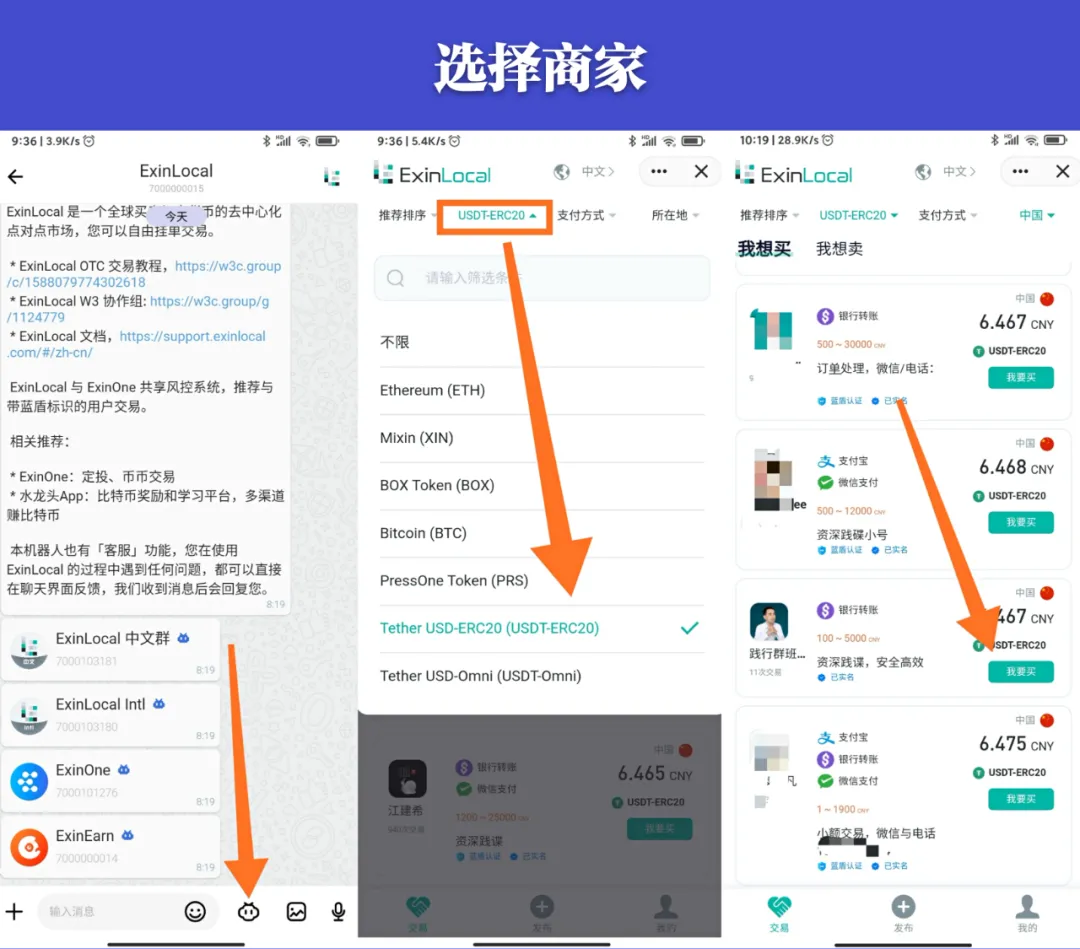 选择商家
9:36 | 3.9K/s
ExinLocal
7000000015
今天
ExinLocal 是一个全球买
币的去中心化
点对点市场，您可以自由挂单交易。
* ExinLocal OTC 交易教程，https://w3c.group
/c/1588079774302618
* ExinLocal W3 协作组: https://w3c.group/g
/1124779
* ExinLocal 文档，https://support.exinlocal
.com/#/zh-cn/
ExinLocal 与 ExinOne 共享风控系统，推荐与
带蓝盾标识的用户交易。
相关推荐：
* ExinOne：定投、币币交易
* 水龙头App：比特币奖励和学习平台，多渠道
赚比特币
本机器人也有「客服」功能，您在使用
ExinLocal 的过程中遇到任何问题，都可以直接
在聊天界面反馈，我们收到消息后会回复您。
8:19
ExinLocal 中文群
7000103181
8:19
中文
ExinLocal Intl
7000103180
8:19
Intl
ExinOne
7000101276
8:19
ExinEarn
7000000014
8:19
输入消息
9:36 | 5.4K/s
ExinLocal
中文
推荐排序
USDT-ERC20
支付方式
所在地
请输入筛选条件
不限
Ethereum (ETH)
Mixin (XIN)
BOX Token (BOX)
Bitcoin (BTC)
PressOne Token (PRS)
Tether USD-ERC20 (USDT-ERC20)
Tether USD-Omni (USDT-Omni)
中国
银行转账
6.465 CNY
微信支付
江建希
USDT-ERC20
1200 ~ 25000 CNY
我要买
资深践谍
蓝盾认证
已实名
交易
发布
我的
10:19 | 28.9K/s
ExinLocal
中文
推荐排序
USDT-ERC20
支付方式
中国
我想买
我想卖
中国
银行转账
6.467 CNY
500 ~ 30000 CNY
USDT-ERC20
订单处理，微信/电话：
我要买
9
蓝盾认证
已实名
中国
支付宝
6.468 CNY
微信支付
USDT-ERC20
lee
500 ~ 12000 CNY
我要买
资深践碟小号
蓝盾认证
已实名
中国
银行转账
467 CNY
100 ~ 5000 CNY
USDT-ERC20
践行群班...
资深践谍，安全高效
我要买
11次交易
已实名
中国
支付宝
6.475 CNY
银行转账
USDT-ERC20
微信支付
1 ~ 1900 CNY
我要买
小额交易，微信与电话
蓝盾认证
已实名
交易
发布
我的